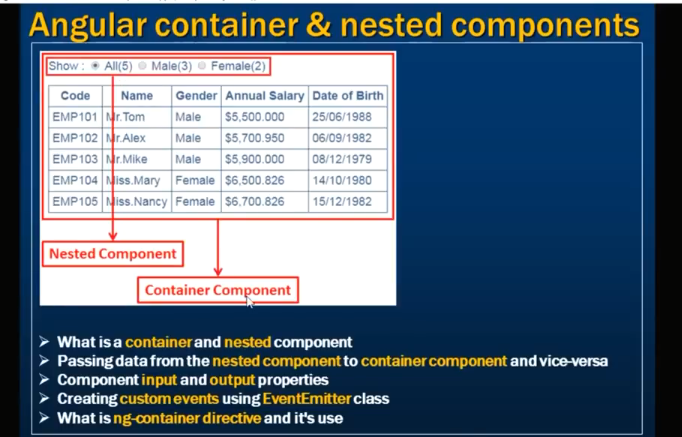 Angular container & nested components
Show : All(5) Male(3) Female(2)
Code Name Gender Annual Salary Date of Birth
EMP101 Mr.Tom Male $5,500.000 25/06/1988
EMP102 Mr.Alex Male $5,700.950 06/09/1982
EMP103 Mr.Mike Male $5,900.000 08/12/1979
EMP104 Miss.Mary Female $6,500.826 14/10/1980
EMP105 Miss.Nancy Female $6,700.826 15/12/1982
Nested Component
Container Component
What is a container and nested component
Passing data from the nested component to container component and vice-versa
Component input and output properties
Creating custom events using EventEmitter class
What is ng-container directive and it's use